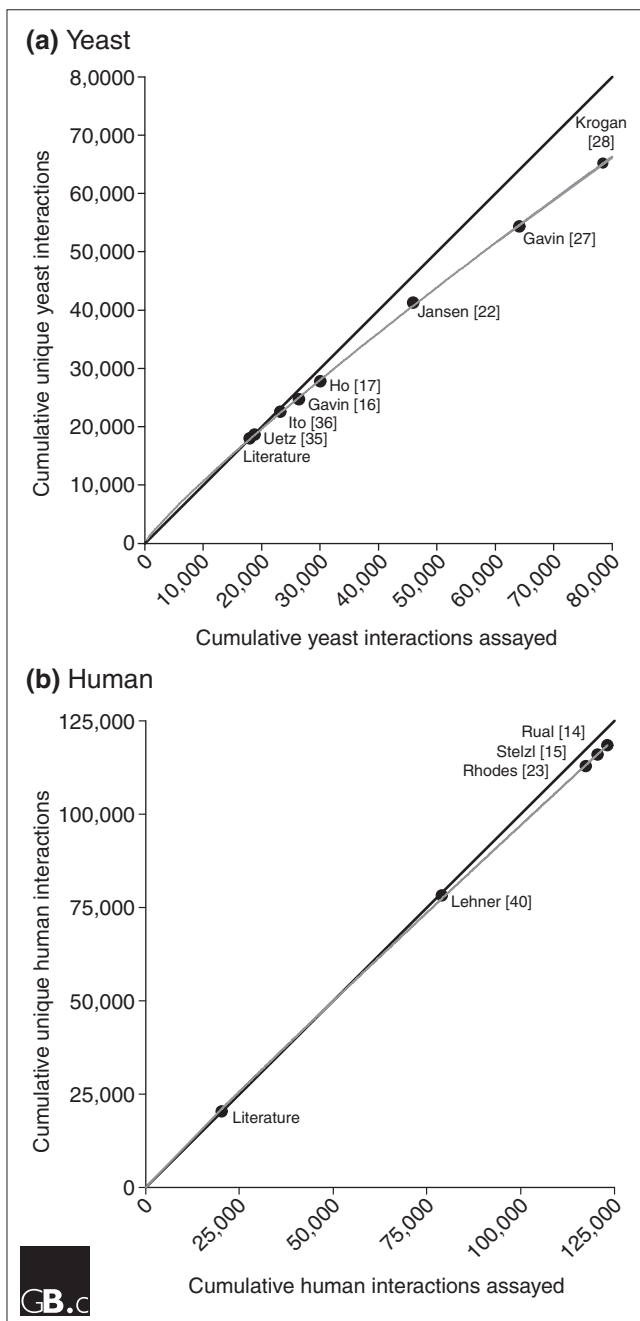 (a) Yeast
Cumulative unique yeast interactions
8,0000
70,000
60,000
50,000
40,000
30,000
20,000
10,000
0
Krogan
[28]
Gavin [27]
Jansen [22]
Ho [17]
Gavin [16]
Ito [36]
Uetz [35]
Literature
0
10,000
20,000
30,000
40,000
50,000
60,000
70,000
80,000
Cumulative yeast interactions assayed
(b) Human
Cumulative unique human interactions
125,000
100,000
75,000
50,000
25,000
0
Rual [14]
Stelzl [15]
Rhodes [23]
Lehner [40]
Literature
0
25,000
50,000
75,000
100,000
125,000
Cumulative human interactions assayed
GB.c